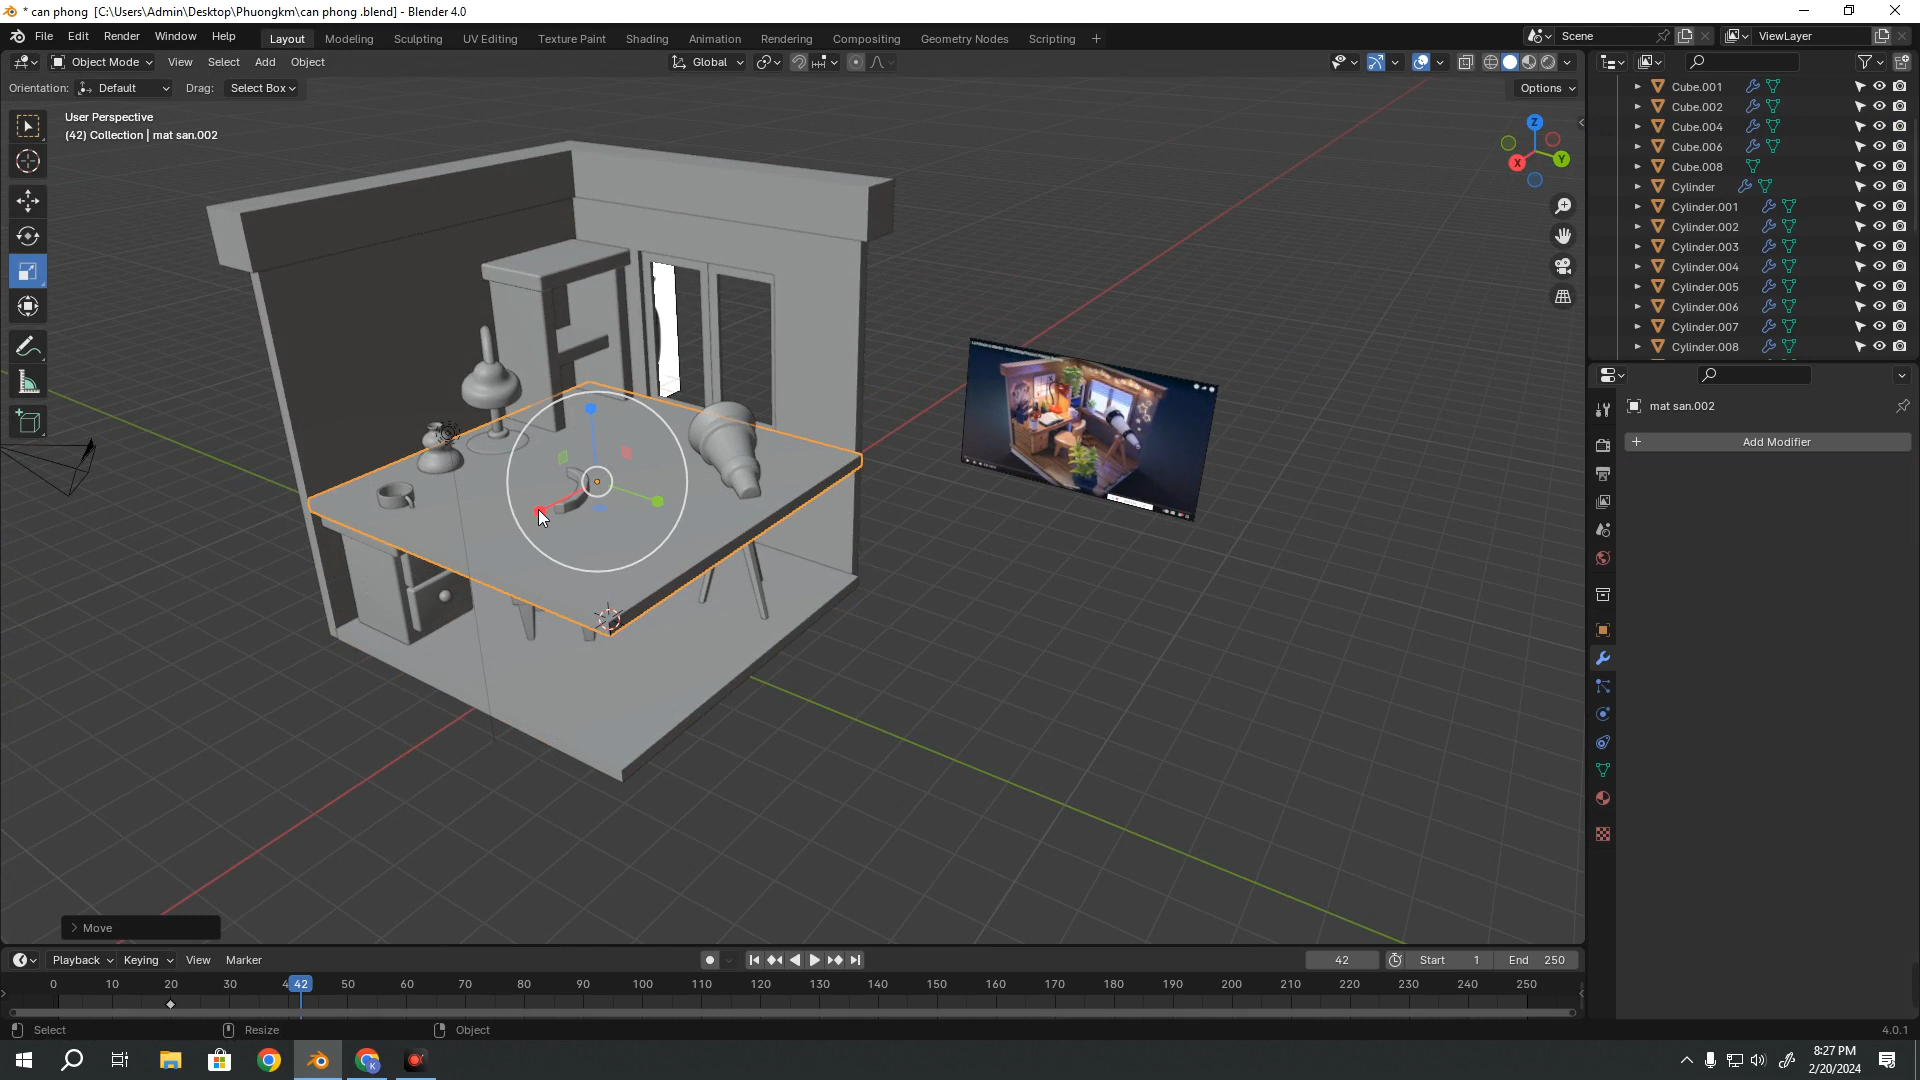 * can phong  [C:\Users\Admin\Desktop\Phuongkm\can phong .blend] - Blender 4.0
File Edit Render Window Help Layout Modeling Sculpting UV Editing Texture Paint Shading Animation Rendering Compositing Geometry Nodes Scripting + Scene ViewLayer
Object Mode View Select Add Object Global
Orientation: Default Drag: Select Box Options
User Perspective
(42) Collection | mat san.002
Z
Y
X
Cube.001
Cube.002
Cube.004
Cube.006
Cube.008
Cylinder
Cylinder.001
Cylinder.002
Cylinder.003
Cylinder.004
Cylinder.005
Cylinder.006
Cylinder.007
Cylinder.008
mat san.002
+ Add Modifier
> Move
Playback Keying View Marker 42 Start 1 End 250
0 10 20 30 4 42 50 60 70 80 90 100 110 120 130 140 150 160 170 180 190 200 210 220 230 240 250
Select Resize Object 4.0.1
K
8:27 PM
2/20/2024